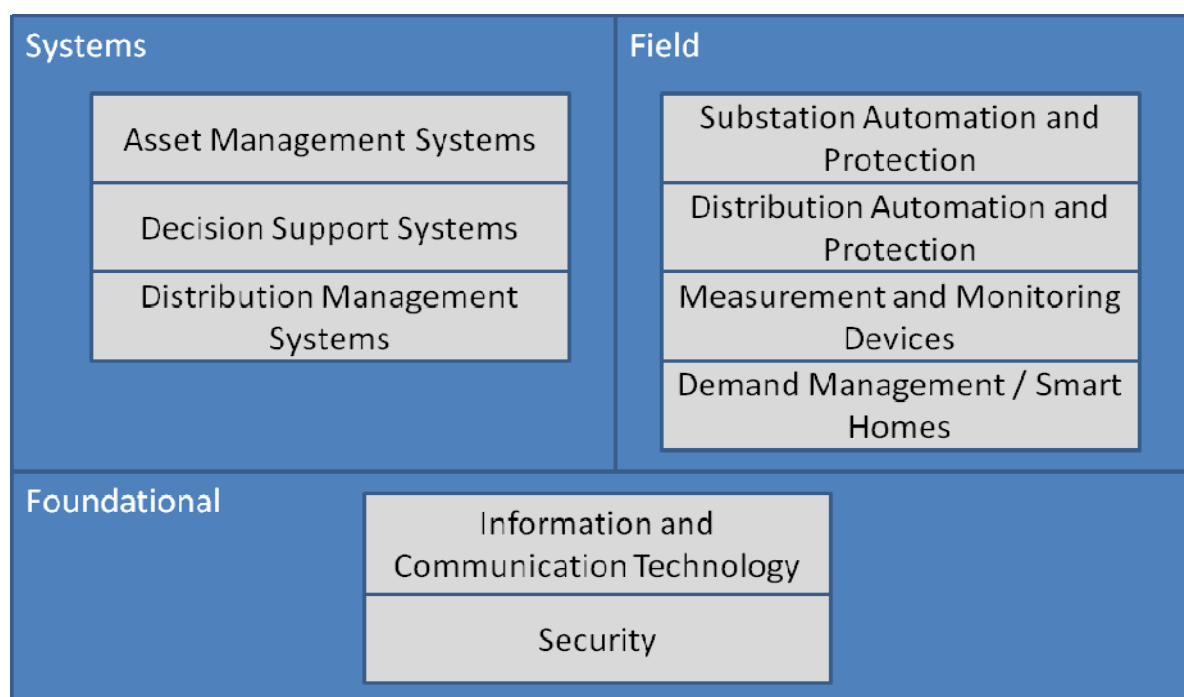 Systems
Asset Management Systems
Decision Support Systems
Distribution Management
Systems
Field
Substation Automation and
Protection
Distribution Automation and
Protection
Measurement and Monitoring
Devices
Demand Management / Smart
Homes
Foundational
Information and
Communication Technology
Security